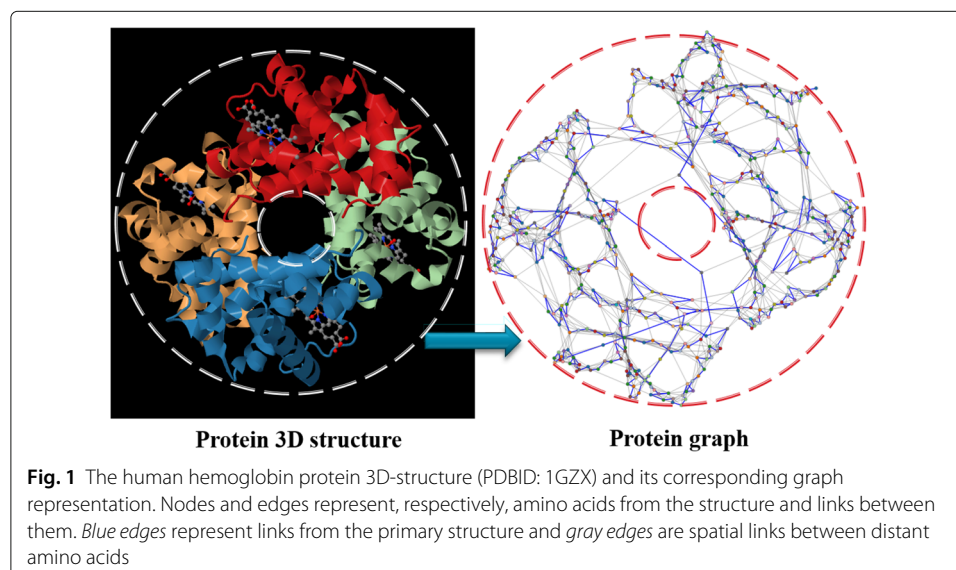 Protein 3D structure
Protein graph
Fig. 1 The human hemoglobin protein 3D-structure (PDBID: 1GZX) and its corresponding graph
representation. Nodes and edges represent, respectively, amino acids from the structure and links between
them. Blue edges represent links from the primary structure and gray edges are spatial links between distant
amino acids